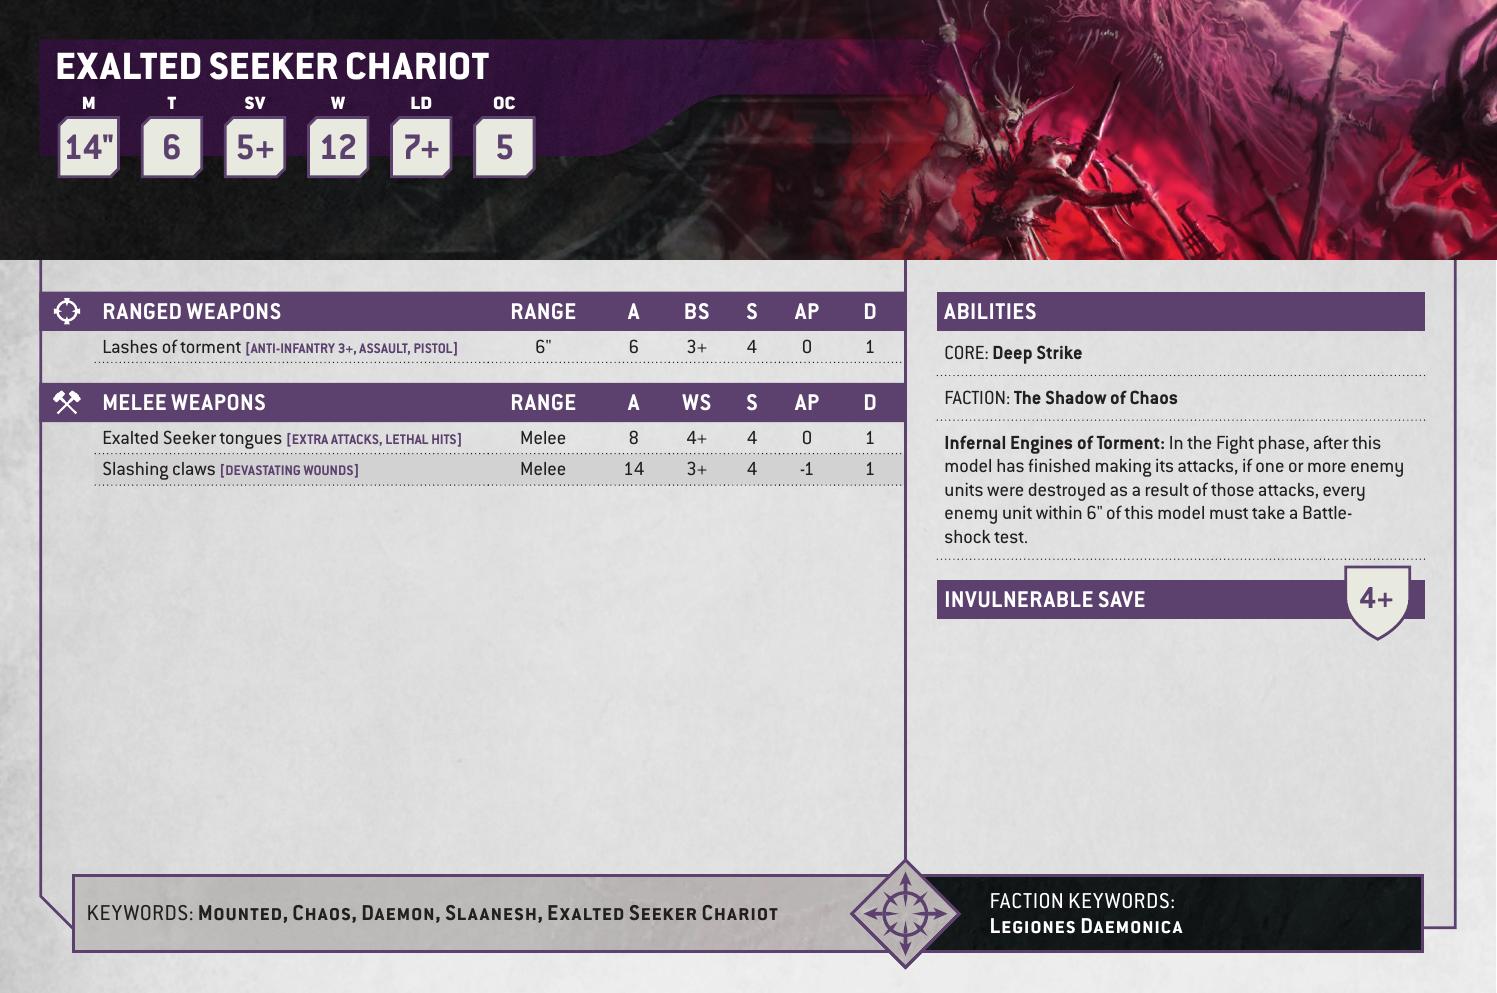 EXALTED SEEKER CHARIOT
M T SV W LD OC
14" 6 5+ 12 7+ 5
RANGED WEAPONS RANGE A BS S AP D
Lashes of torment [ANTI-INFANTRY 3+, ASSAULT, PISTOL] 6" 6 3+ 4 0 1
MELEE WEAPONS RANGE A WS S AP D
Exalted Seeker tongues [EXTRA ATTACKS, LETHAL HITS] Melee 8 4+ 4 0 1
Slashing claws [DEVASTATING WOUNDS] Melee 14 3+ 4 -1 1
ABILITIES
CORE: Deep Strike
FACTION: The Shadow of Chaos
Infernal Engines of Torment: In the Fight phase, after this
model has finished making its attacks, if one or more enemy
units were destroyed as a result of those attacks, every
enemy unit within 6" of this model must take a Battle-
shock test.
INVULNERABLE SAVE 4+
KEYWORDS: Mounted, Chaos, Daemon, Slaanesh, Exalted Seeker Chariot
FACTION KEYWORDS:
Legiones Daemonica